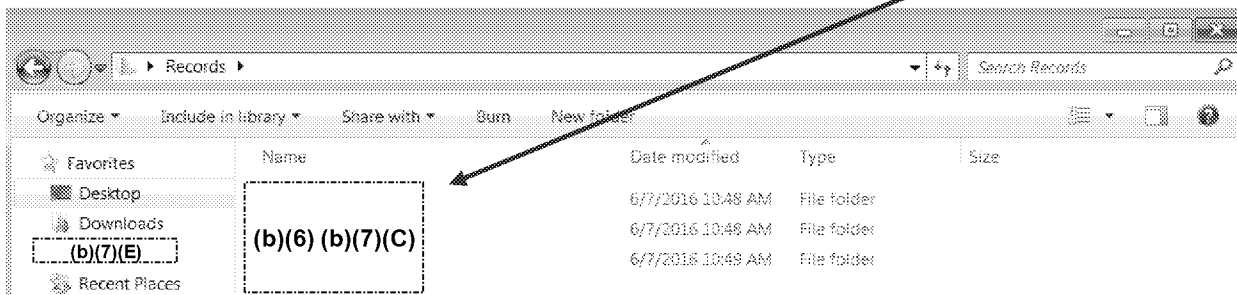 Records
Search Records
Organize Include in library Share with Burn New folder
Name Date modified Type Size
Favorites
Desktop
Downloads
(b)(7)(E)
Recent Places
(b)(6) (b)(7)(C)
6/7/2016 10:48 AM File folder
6/7/2016 10:48 AM File folder
6/7/2016 10:49 AM File folder